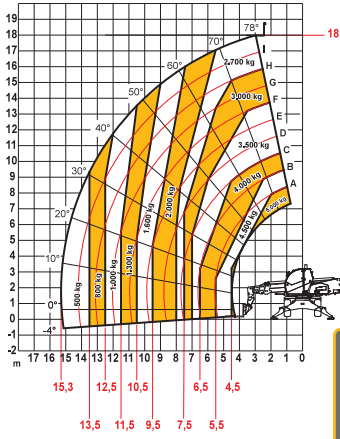 78°
70°
60°
50°
40°
30°
20°
10°
0°
-4°
18
17
16
15
14
13
12
11
10
9
8
7
6
5
4
3
2
1
0
-1
-2
m
17 16 15 14 13 12 11 10 9 8 7 6 5 4 3 2 1 0
18
I
H
G
F
E
D
C
B
A
2.700 kg
3.000 kg
3.500 kg
4.000 kg
4.500 kg
5.000 kg
2.000 kg
1.600 kg
1.300 kg
1.000 kg
800 kg
500 kg
15,3 12,5 10,5 6,5 4,5
13,5 11,5 9,5 7,5 5,5